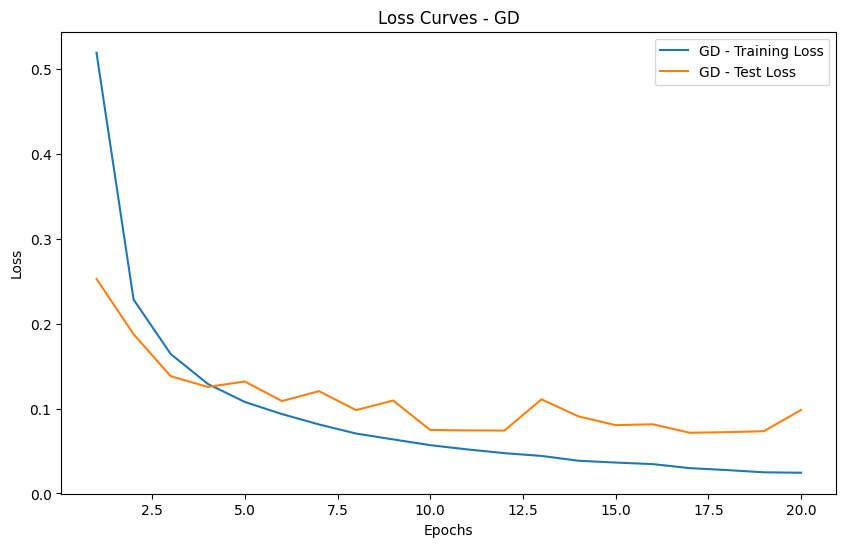 Loss Curves - GD
GD - Training Loss
GD - Test Loss
0.5
0.4
0.3
0.2
0.1
0.0
Loss
2.5 5.0 7.5 10.0 12.5 15.0 17.5 20.0
Epochs